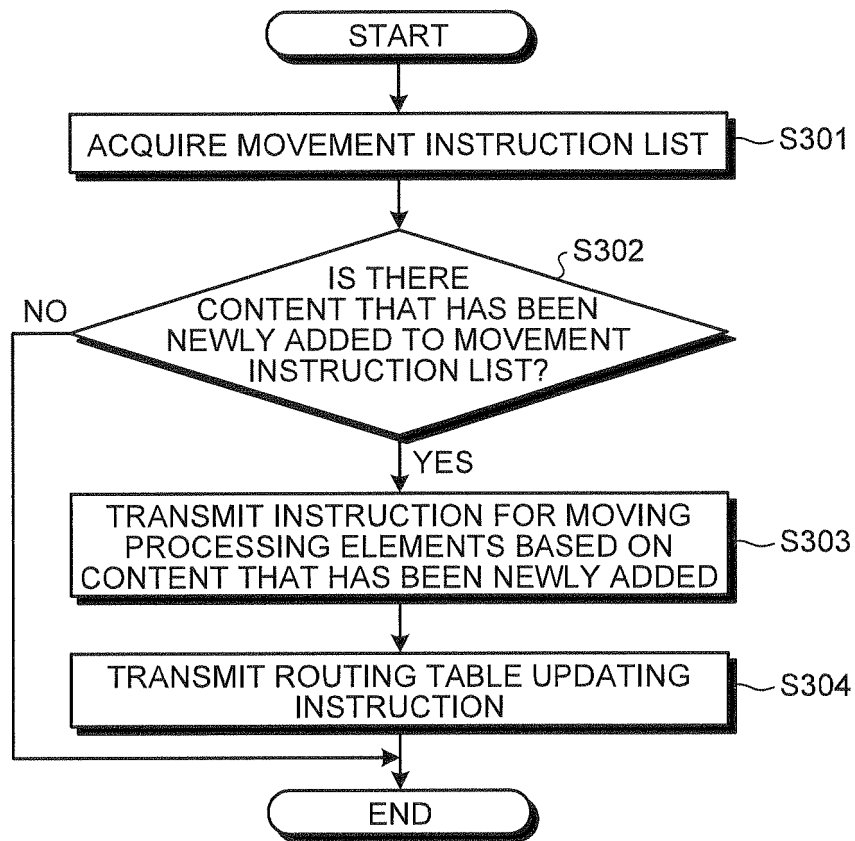 START
ACQUIRE MOVEMENT INSTRUCTION LIST
S301
S302
IS THERE
CONTENT THAT HAS BEEN
NEWLY ADDED TO MOVEMENT
INSTRUCTION LIST?
NO
YES
TRANSMIT INSTRUCTION FOR MOVING
PROCESSING ELEMENTS BASED ON
CONTENT THAT HAS BEEN NEWLY ADDED
S303
TRANSMIT ROUTING TABLE UPDATING
INSTRUCTION
S304
END